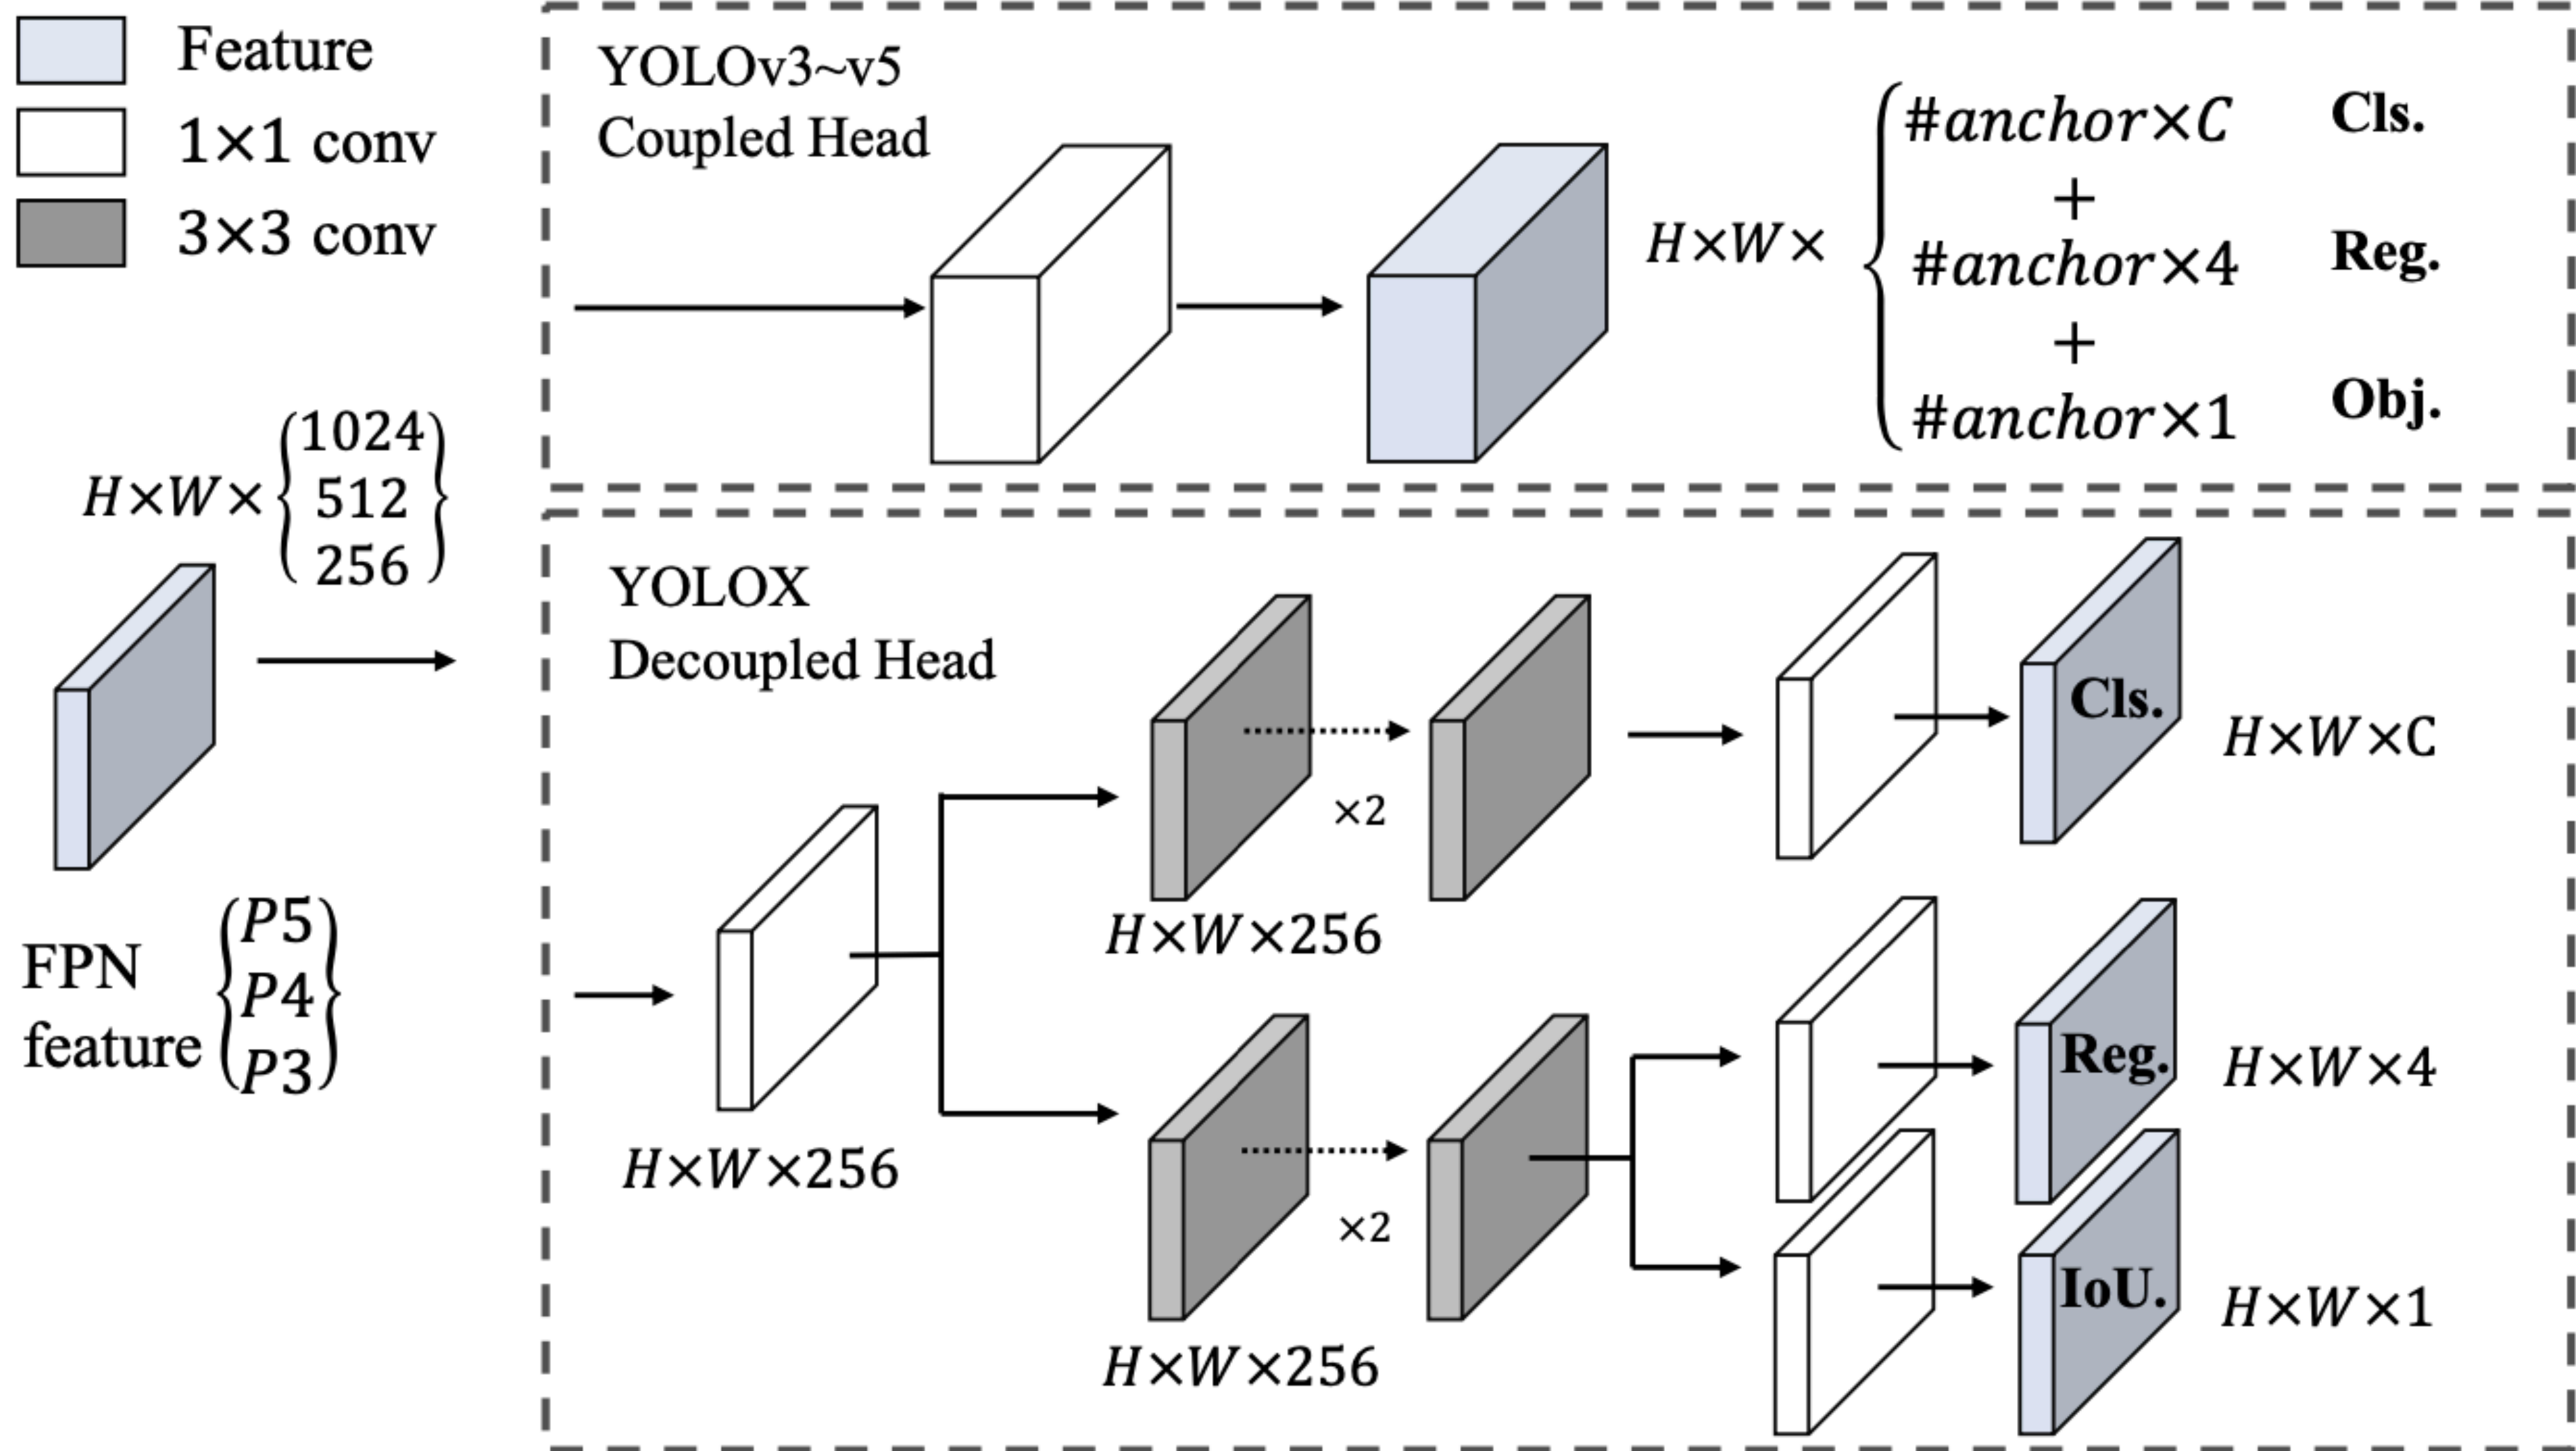 Feature
1×1 conv
3×3 conv
H×W×{1024
512
256}
FPN
feature
{P5
P4
P3}
YOLOv3~v5
Coupled Head
H×W×
{#anchor×C Cls.
+
#anchor×4 Reg.
+
#anchor×1 Obj.
YOLOX
Decoupled Head
H×W×256
×2
H×W×256
Cls.
H×W×C
×2
H×W×256
Reg.
H×W×4
IoU.
H×W×1